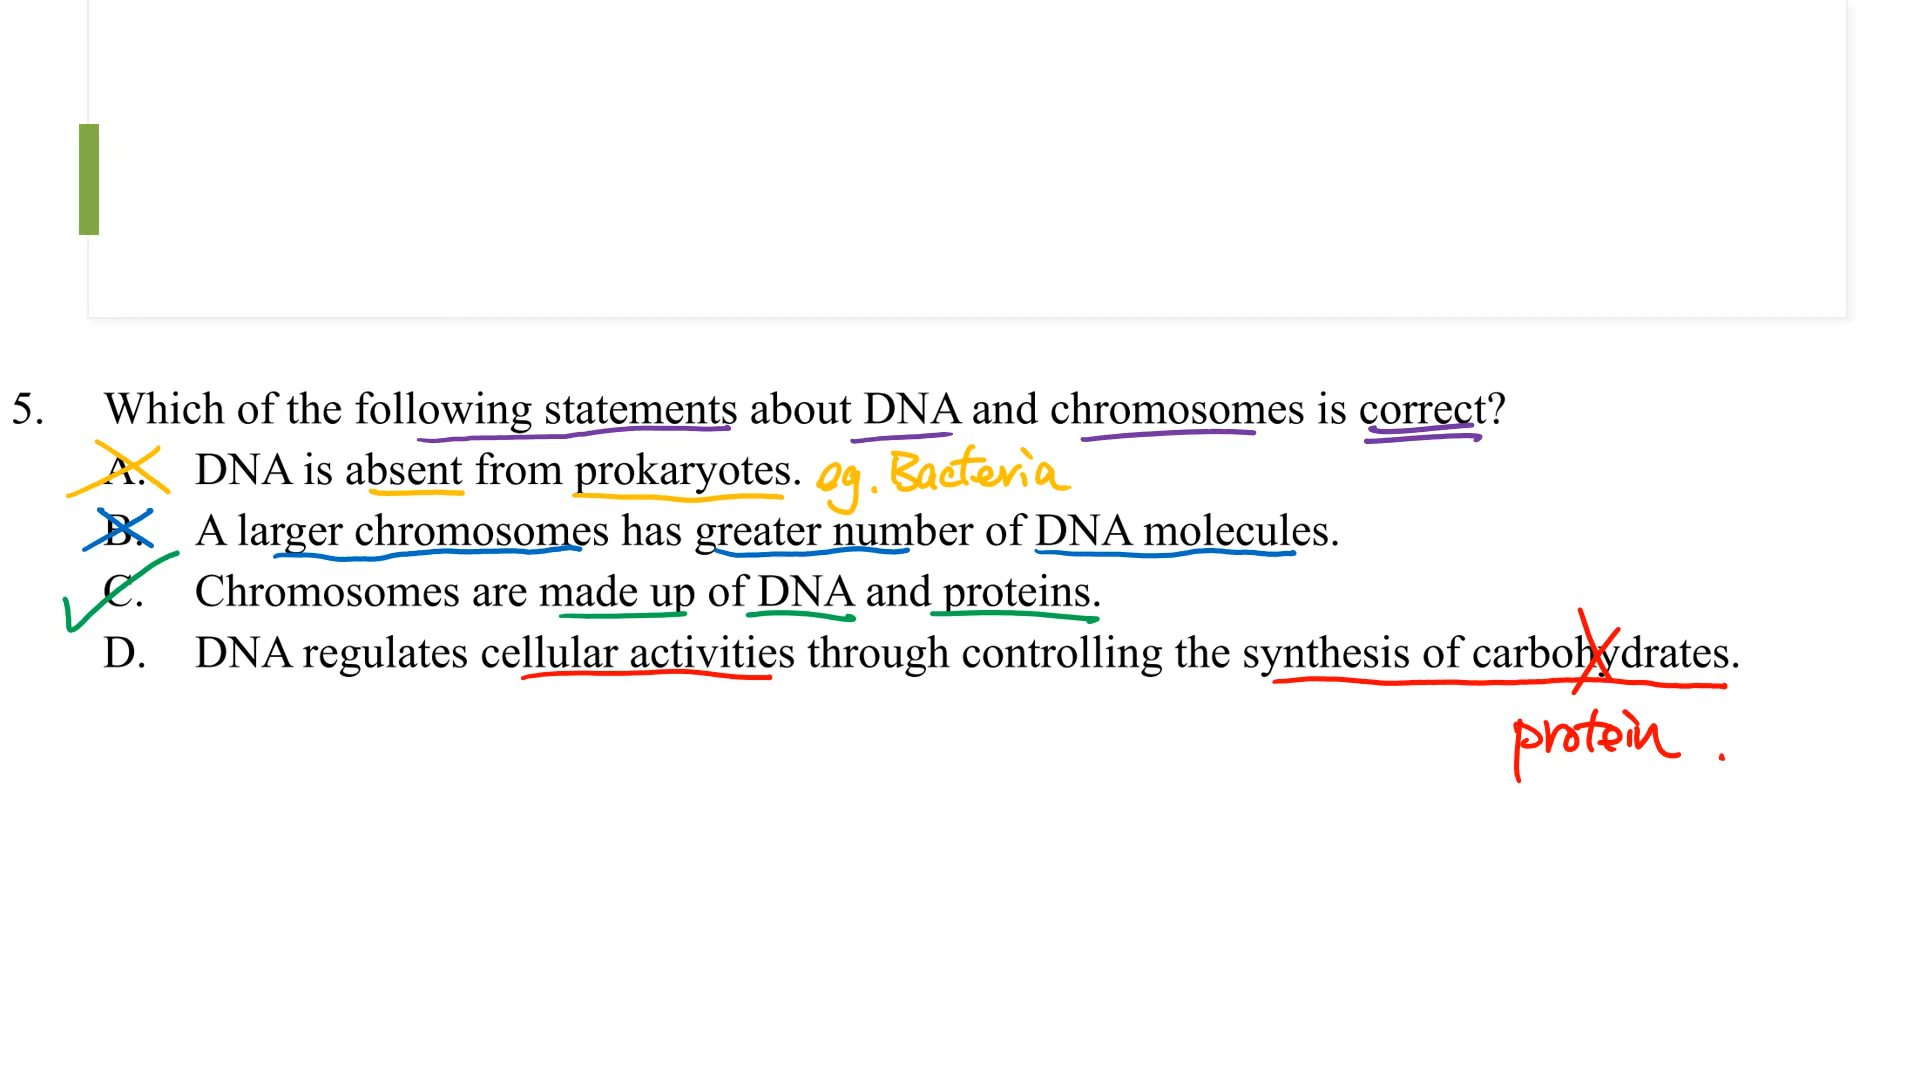 5. Which of the following statements about DNA and chromosomes is correct?
A. DNA is absent from prokaryotes. eg. Bacteria
B. A larger chromosomes has greater number of DNA molecules.
C. Chromosomes are made up of DNA and proteins.
D. DNA regulates cellular activities through controlling the synthesis of carbohydrates.
protein.